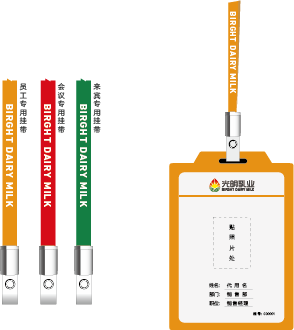 BIRGHT DAIRY MILK
员工专用挂带
BIRGHT DAIRY MILK
会议专用挂带
BIRGHT DAIRY MILK
来宾专用挂带
BIRGHT DAIRY MILK
光明乳业
BRIGHT DAIRY MILK
贴
照
片
处
姓名: 代用名
部门: 销售部
职位: 销售经理